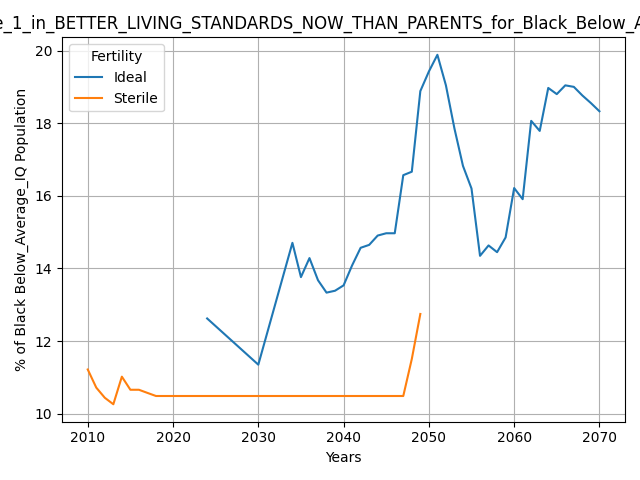 e_1_in_BETTER_LIVING_STANDARDS_NOW_THAN_PARENTS_for_Black_Below_A
Fertility
Ideal
Sterile
% of Black Below_Average_IQ Population
20
18
16
14
12
10
2010 2020 2030 2040 2050 2060 2070
Years